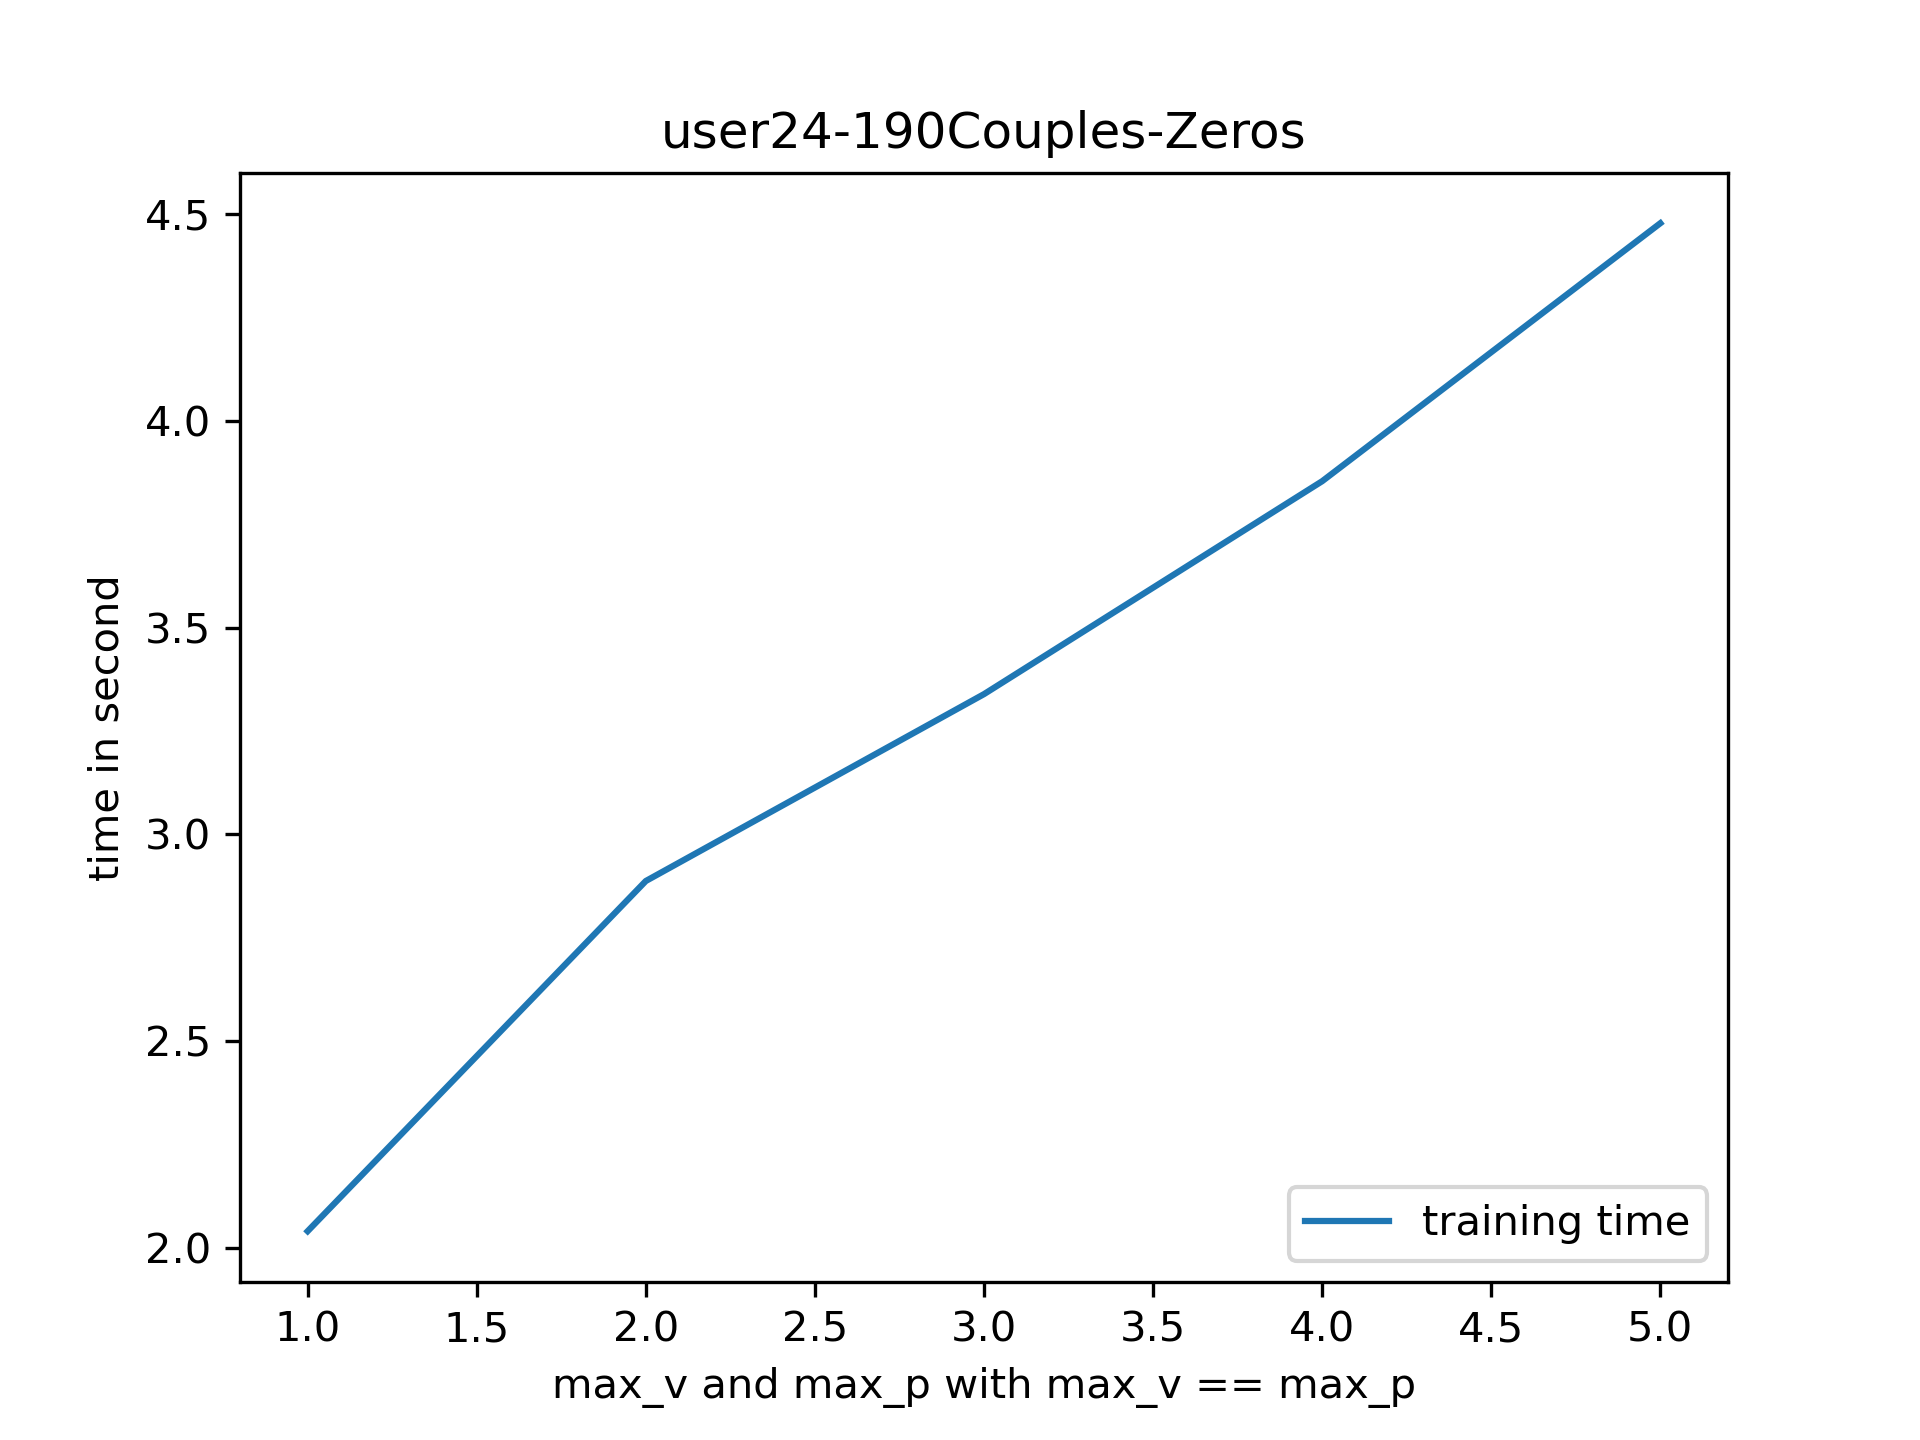 user24-190Couples-Zeros
4.5
4.0
3.5
3.0
2.5
2.0
time in second
training time
1.0 1.5 2.0 2.5 3.0 3.5 4.0 4.5 5.0
max_v and max_p with max_v == max_p